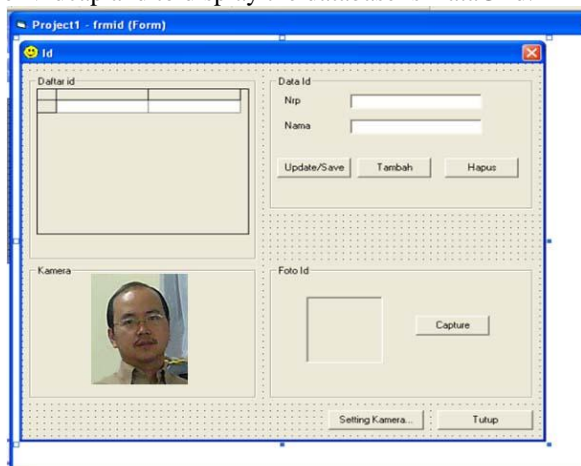 Project1 - frmid (Form)
Id
Daftar id
Data Id
Nrp
Nama
Update/Save Tambah Hapus
Kamera
Foto Id
Capture
Setting Kamera... Tutup